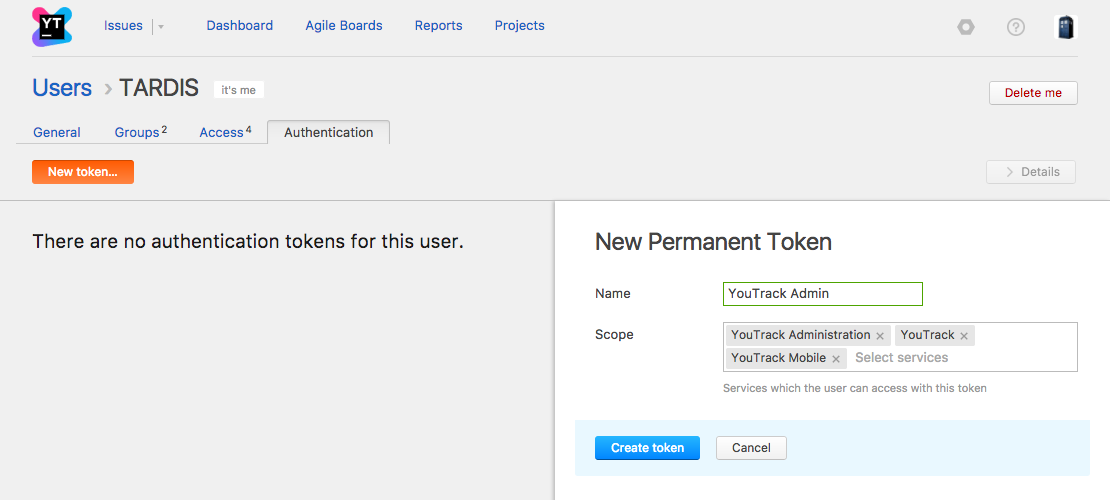 YT
Issues Dashboard Agile Boards Reports Projects
?
Users > TARDIS it's me
Delete me
General Groups 2 Access 4 Authentication
New token...
> Details
There are no authentication tokens for this user.
New Permanent Token
Name YouTrack Admin
Scope YouTrack Administration × YouTrack ×
YouTrack Mobile × Select services
Services which the user can access with this token
Create token Cancel